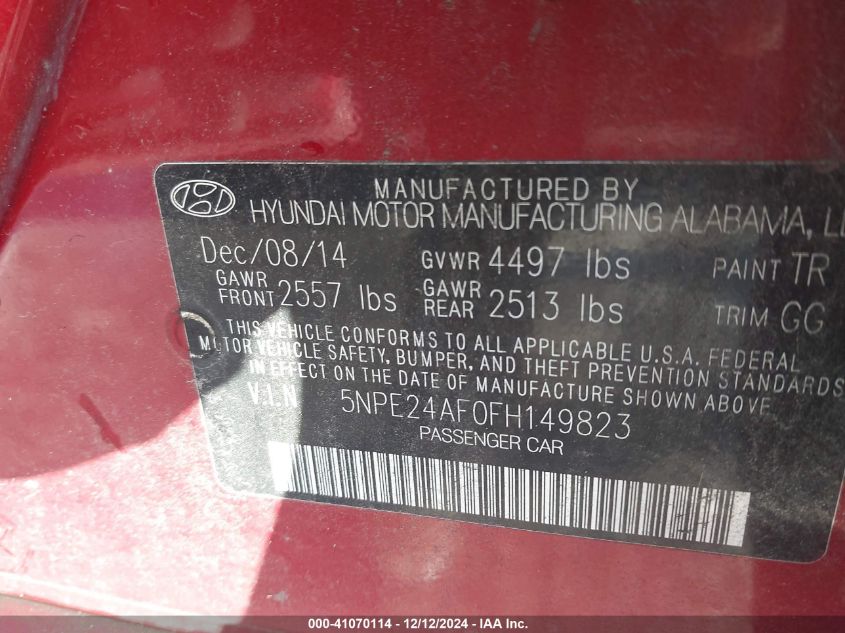 MANUFACTURED BY
HYUNDAI MOTOR MANUFACTURING ALABAMA,
Dec/08/14 GVWR 4497 lbs PAINT TR
GAWR FRONT 2557 lbs GAWR REAR 2513 lbs TRIM GG
THIS VEHICLE CONFORMS TO ALL APPLICABLE U.S.A. FEDERAL
MOTOR VEHICLE SAFETY, BUMPER, AND THEFT PREVENTION STANDARDS
IN EFFECT ON THE DATE OF MANUFACTURE SHOWN ABOVE
V.I.N 5NPE24AF0FH149823
PASSENGER CAR
000-41070114 - 12/12/2024 - IAA Inc.